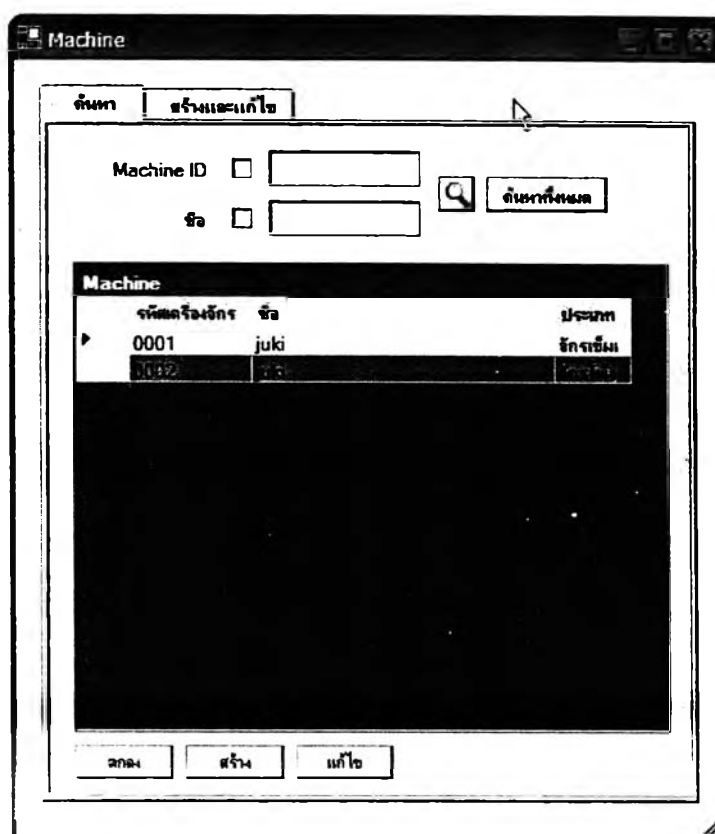 Machine
ค้นหา สร้างและแก้ไข
Machine ID
ชื่อ ค้นหาทั้งหมด
Machine
รหัสเครื่องจักร ชื่อ ประเภท
0001 juki จักรเข็มเ
0002
ตกลง สร้าง แก้ไข